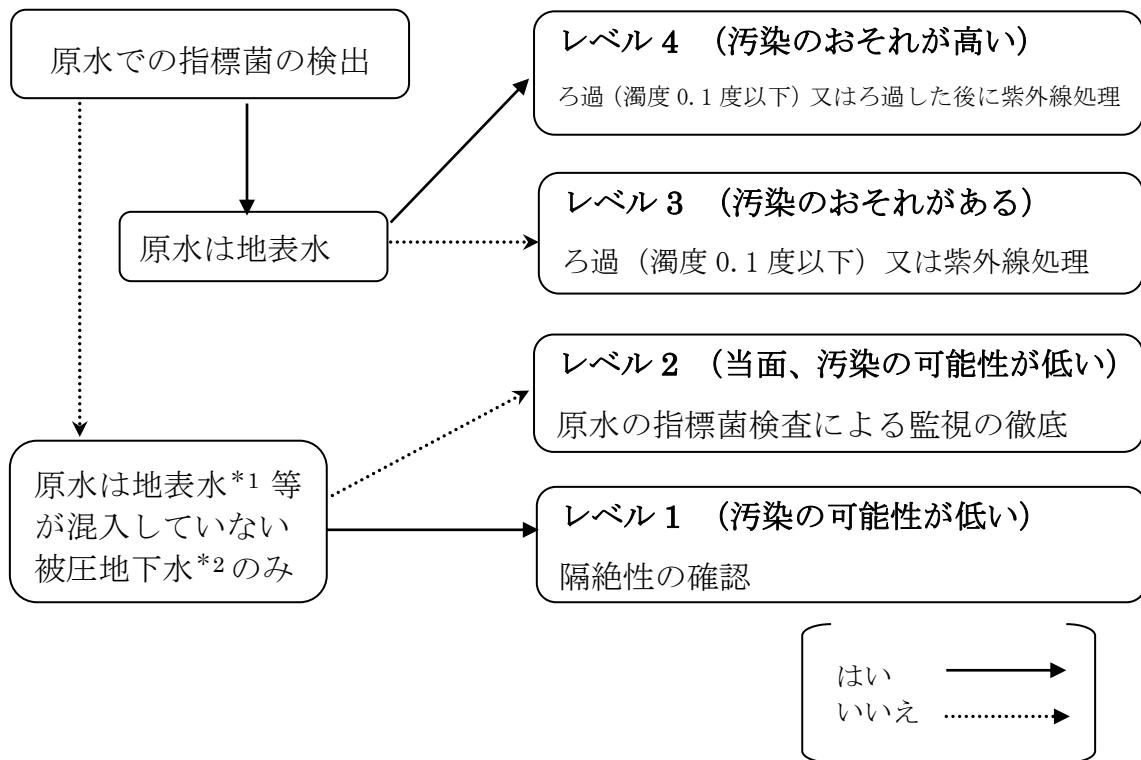 原水での指標菌の検出
レベル 4 (汚染のおそれが高い)
ろ過(濁度 0.1 度以下)又はろ過した後に紫外線処理
レベル 3 (汚染のおそれがある)
ろ過(濁度 0.1 度以下)又は紫外線処理
原水は地表水
レベル 2 (当面、汚染の可能性が低い)
原水の指標菌検査による監視の徹底
原水は地表水*1 等
が混入していない
被圧地下水*2 のみ
レベル 1 (汚染の可能性が低い)
隔絶性の確認
はい
いいえ